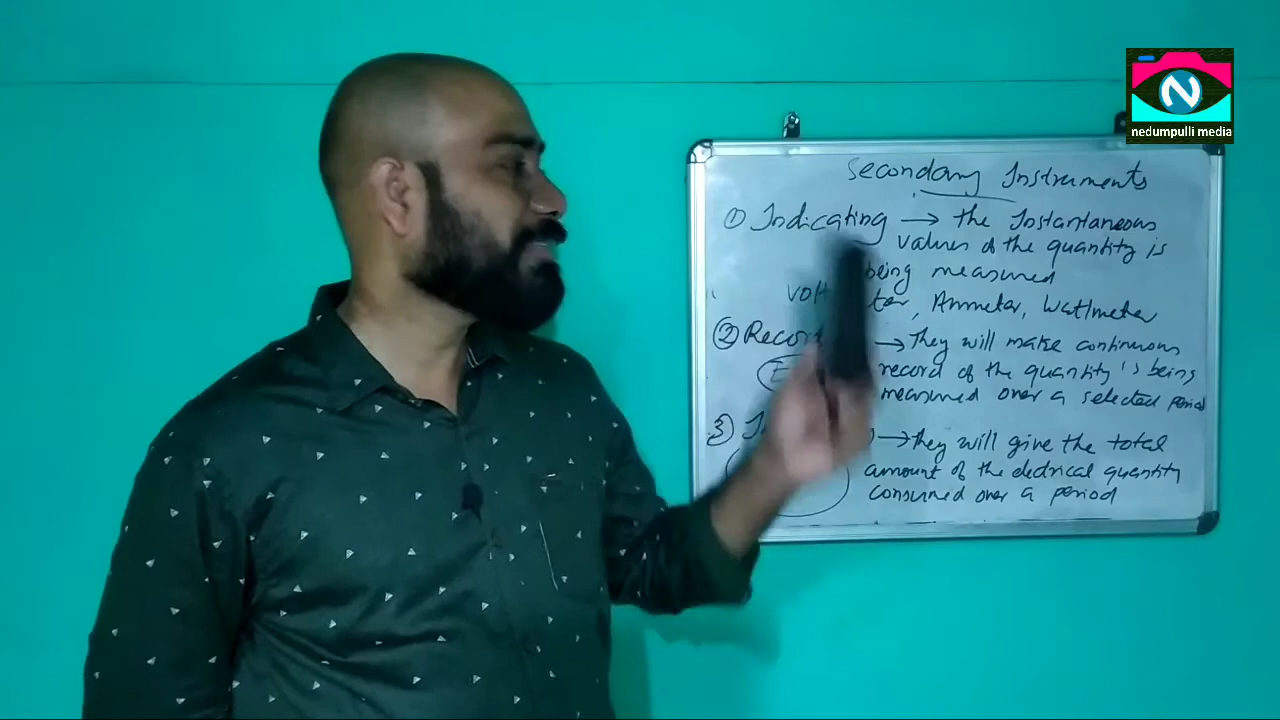 nedumpulli media
Secondary Instruments
① Indicating → the Instantaneous
values of the quantity is
being measured
Ammeter, Wattmeter
② → They will make continuous
record of the quantity is being
measured over a selected period
③ → they will give the total
amount of the electrical quantity
consumed over a period